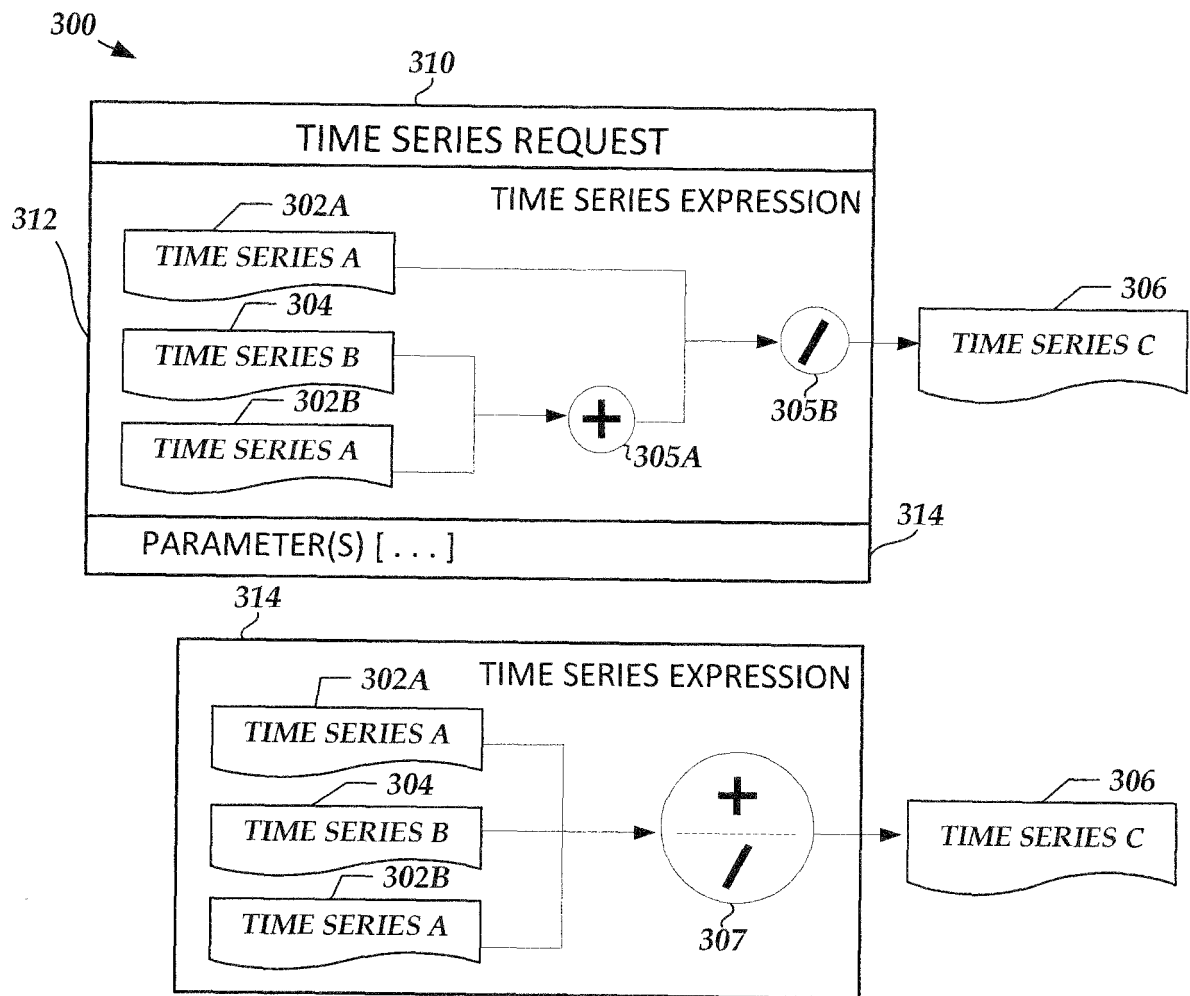 300
310
TIME SERIES REQUEST
TIME SERIES EXPRESSION
312
302A
TIME SERIES A
304
TIME SERIES B
302B
TIME SERIES A
+
305A
/
305B
306
TIME SERIES C
PARAMETER(S) [ . . . ]
314
314
TIME SERIES EXPRESSION
302A
TIME SERIES A
304
TIME SERIES B
302B
TIME SERIES A
+
/
307
306
TIME SERIES C